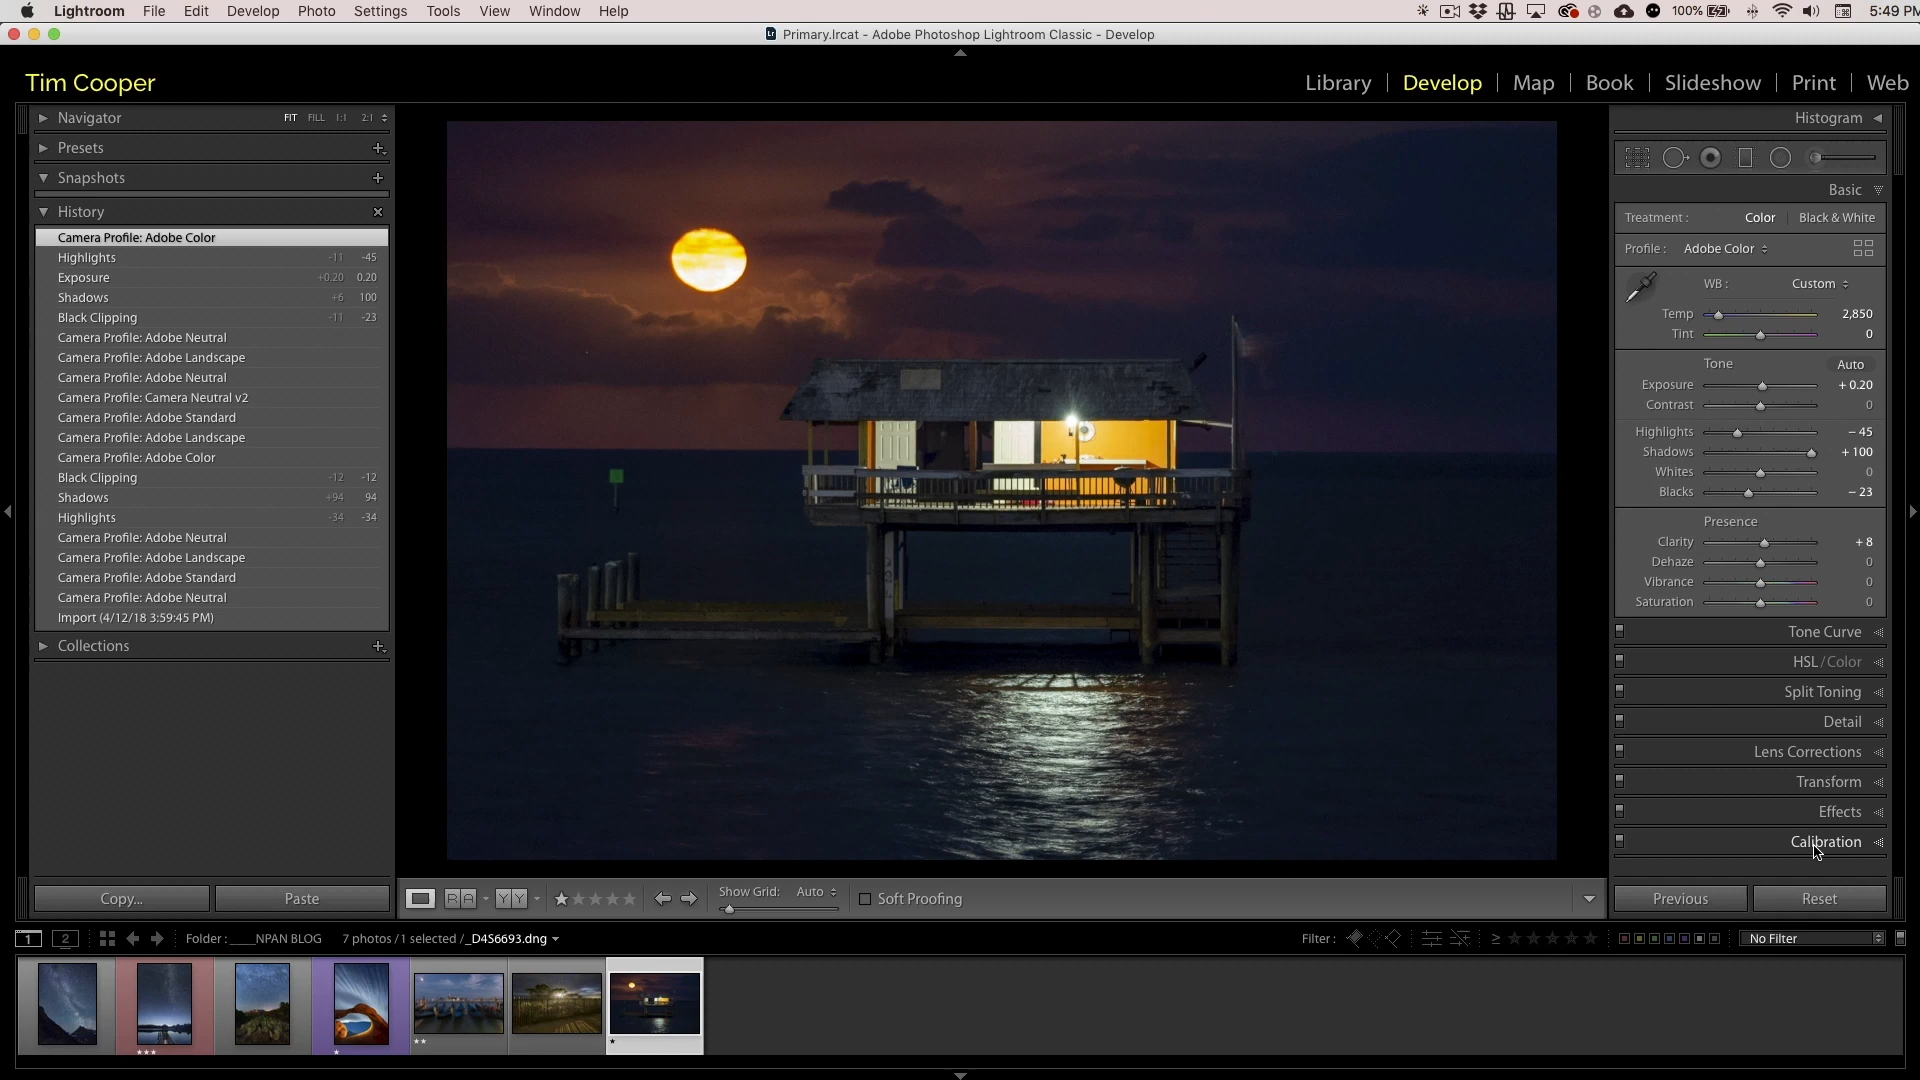 Lightroom File Edit Develop Photo Settings Tools View Window Help 100% 5:49 PM
Primary.lrcat - Adobe Photoshop Lightroom Classic - Develop
Tim Cooper
Library | Develop | Map | Book | Slideshow | Print | Web
Navigator FIT FILL 1:1 2:1
Presets
Snapshots
History
Camera Profile: Adobe Color
Highlights -11 -45
Exposure +0.20 0.20
Shadows +6 100
Black Clipping -11 -23
Camera Profile: Adobe Neutral
Camera Profile: Adobe Landscape
Camera Profile: Adobe Neutral
Camera Profile: Camera Neutral v2
Camera Profile: Adobe Standard
Camera Profile: Adobe Landscape
Camera Profile: Adobe Color
Black Clipping -12 -12
Shadows +94 94
Highlights -34 -34
Camera Profile: Adobe Neutral
Camera Profile: Adobe Landscape
Camera Profile: Adobe Standard
Camera Profile: Adobe Neutral
Import (4/12/18 3:59:45 PM)
Collections
Copy... Paste
Histogram
Basic
Treatment : Color Black & White
Profile : Adobe Color
WB : Custom
Temp 2,850
Tint 0
Tone Auto
Exposure + 0.20
Contrast 0
Highlights - 45
Shadows + 100
Whites 0
Blacks - 23
Presence
Clarity + 8
Dehaze 0
Vibrance 0
Saturation 0
Tone Curve
HSL / Color
Split Toning
Detail
Lens Corrections
Transform
Effects
Calibration
Previous Reset
R A Y Y Show Grid: Auto Soft Proofing
1 2 Folder : ____NPAN BLOG 7 photos / 1 selected / _D4S6693.dng Filter : ≥ No Filter